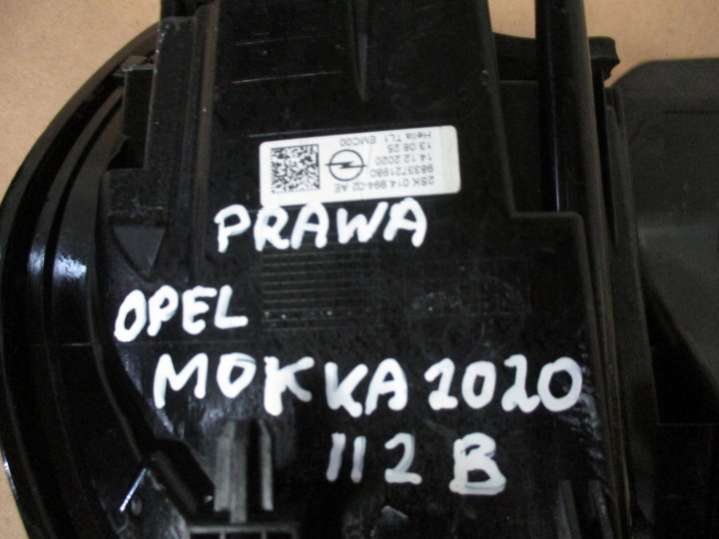 2SK 014.994-02 AE
9833721980
14.12.2020
13:08:25
Hella TL1 EMC00
PRAWA
OPEL
MOKKA 2020
112 B